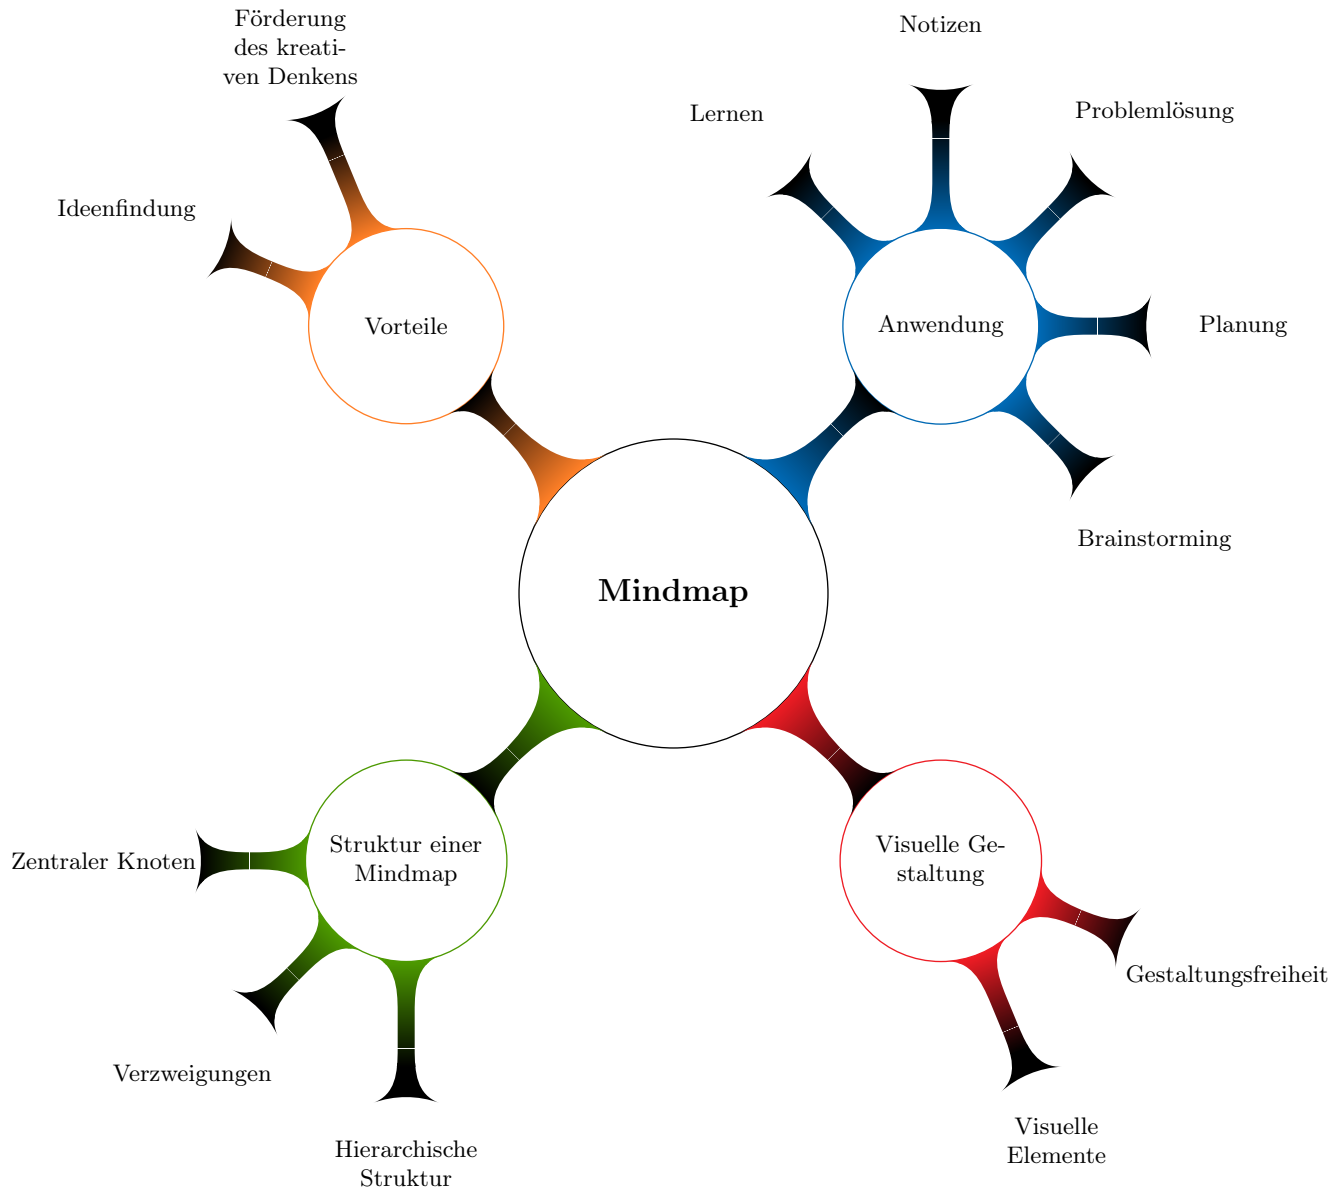 Förderung
des kreati-
ven Denkens
Notizen
Lernen
Problemlösung
Ideenfindung
Vorteile
Anwendung
Planung
Brainstorming
Mindmap
Zentraler Knoten
Struktur einer
Mindmap
Visuelle Ge-
staltung
Gestaltungsfreiheit
Verzweigungen
Visuelle
Elemente
Hierarchische
Struktur